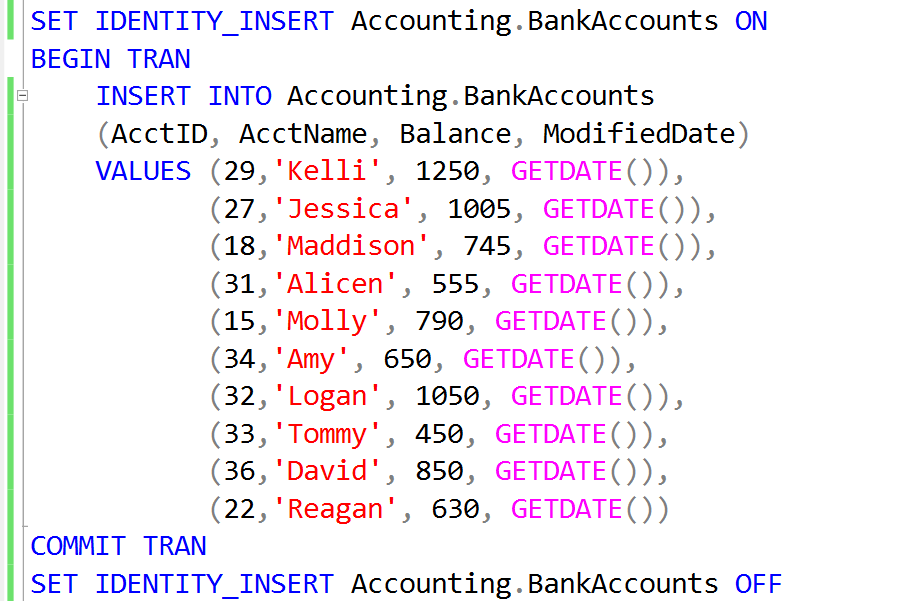 SET IDENTITY_INSERT Accounting.BankAccounts ON
BEGIN TRAN
INSERT INTO Accounting.BankAccounts
(AcctID, AcctName, Balance, ModifiedDate)
VALUES (29,'Kelli', 1250, GETDATE()),
(27,'Jessica', 1005, GETDATE()),
(18,'Maddison', 745, GETDATE()),
(31,'Alicen', 555, GETDATE()),
(15,'Molly', 790, GETDATE()),
(34,'Amy', 650, GETDATE()),
(32,'Logan', 1050, GETDATE()),
(33,'Tommy', 450, GETDATE()),
(36,'David', 850, GETDATE()),
(22,'Reagan', 630, GETDATE())
COMMIT TRAN
SET IDENTITY_INSERT Accounting.BankAccounts OFF